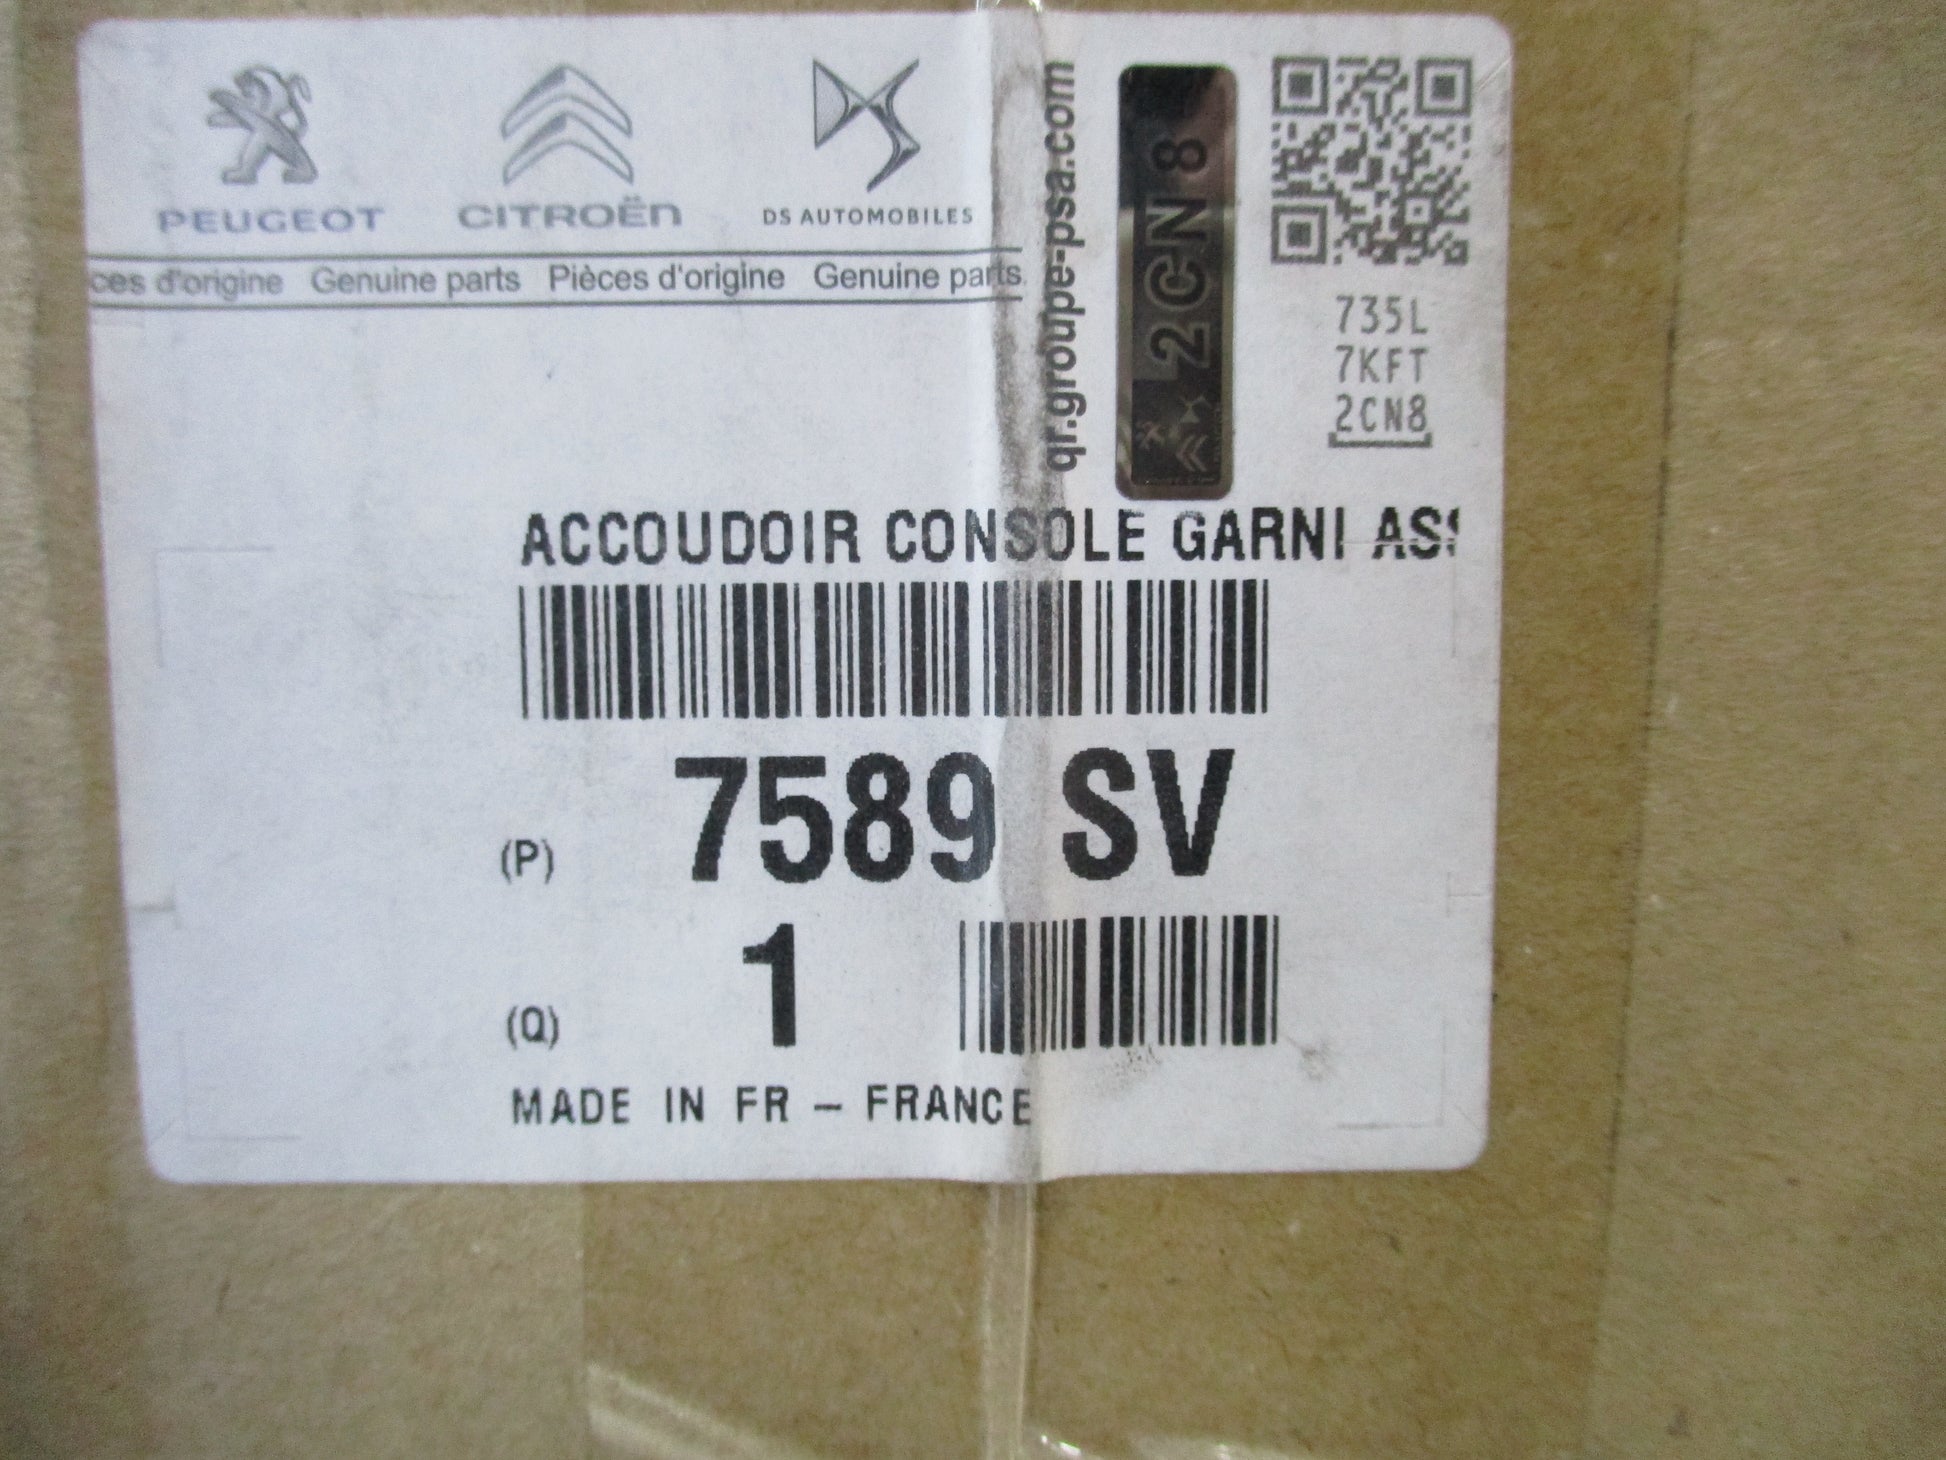 PEUGEOT CITROËN DS AUTOMOBILES
ces d'origine Genuine parts Pièces d'origine Genuine parts
qr.groupe-psa.com
2CN8
735L
7KFT
2CN8
ACCOUDOIR CONSOLE GARNI
(P) 7589 SV
(Q) 1
MADE IN FR - FRANCE